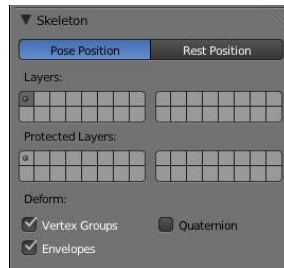 Skeleton
Pose Position Rest Position
Layers:
Protected Layers:
Deform:
Vertex Groups Quaternion
Envelopes